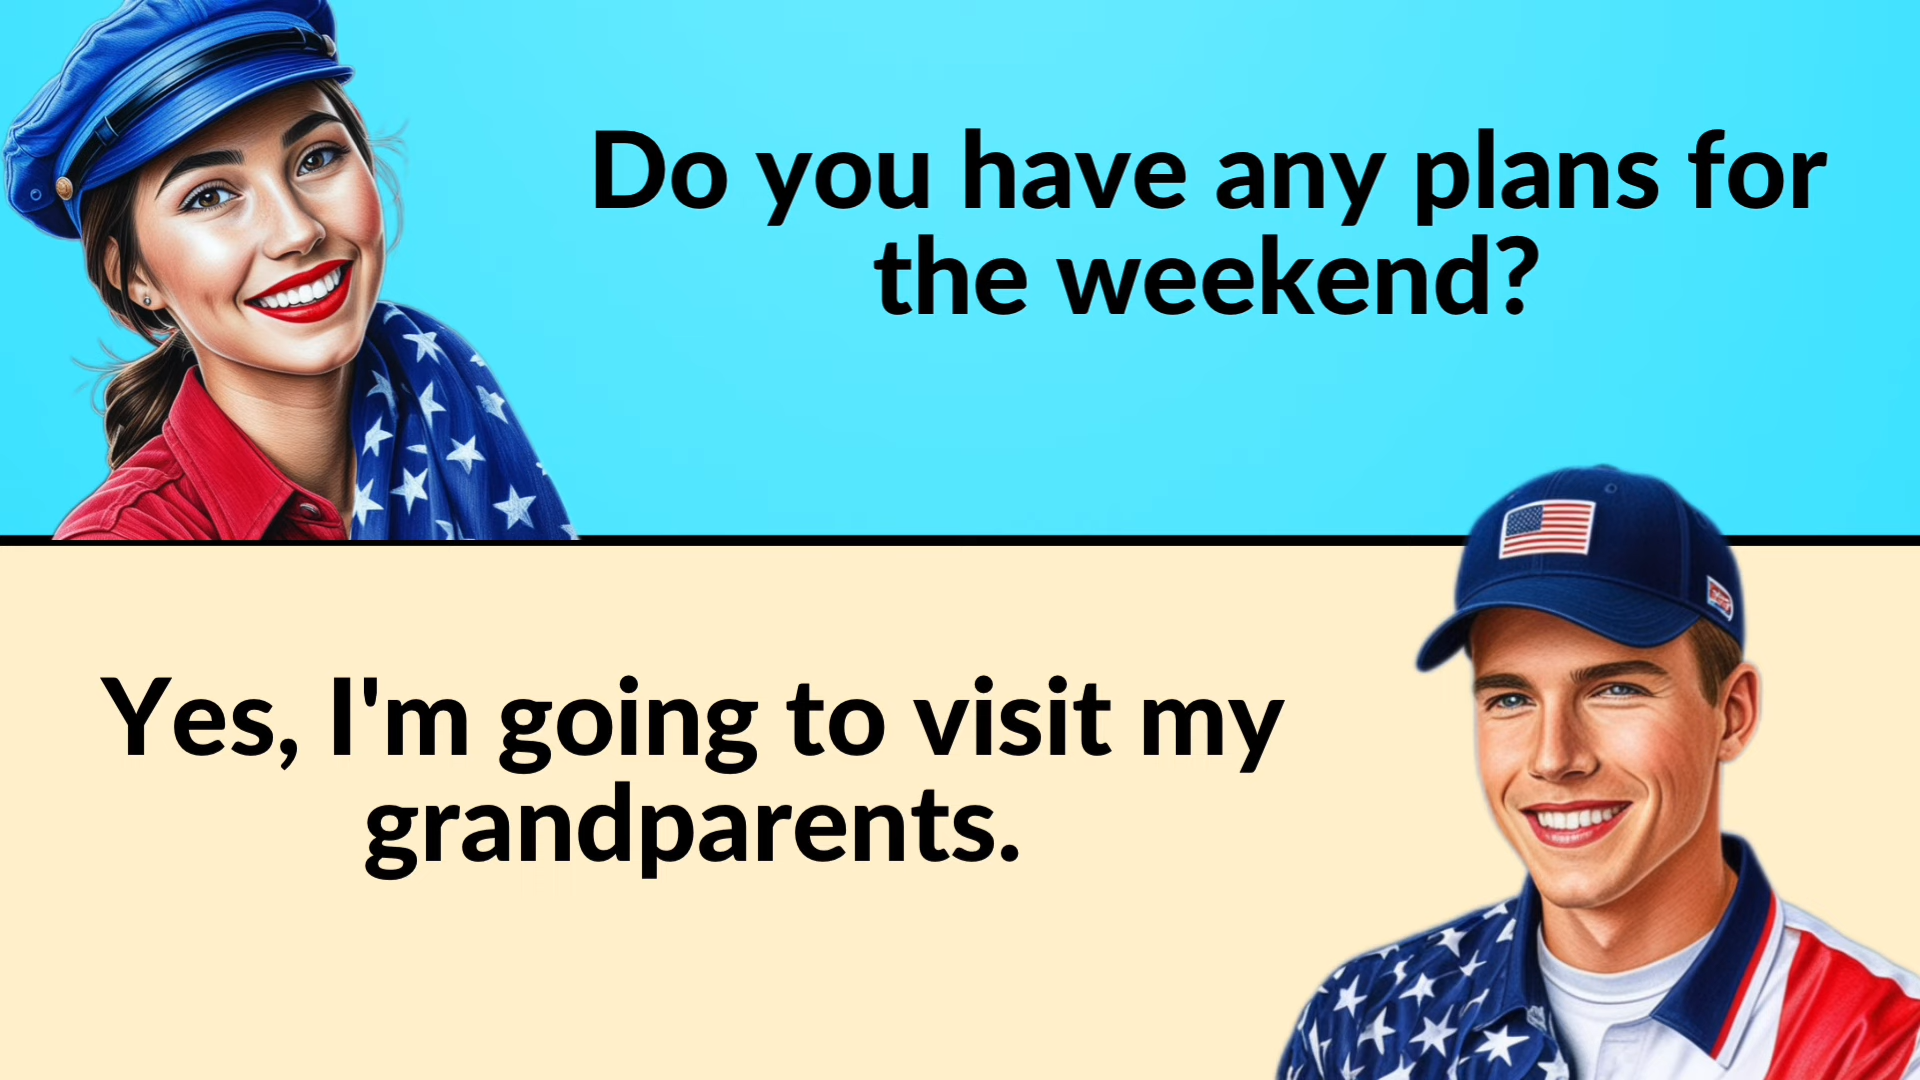 Do you have any plans for
the weekend?
Yes, I'm going to visit my
grandparents.